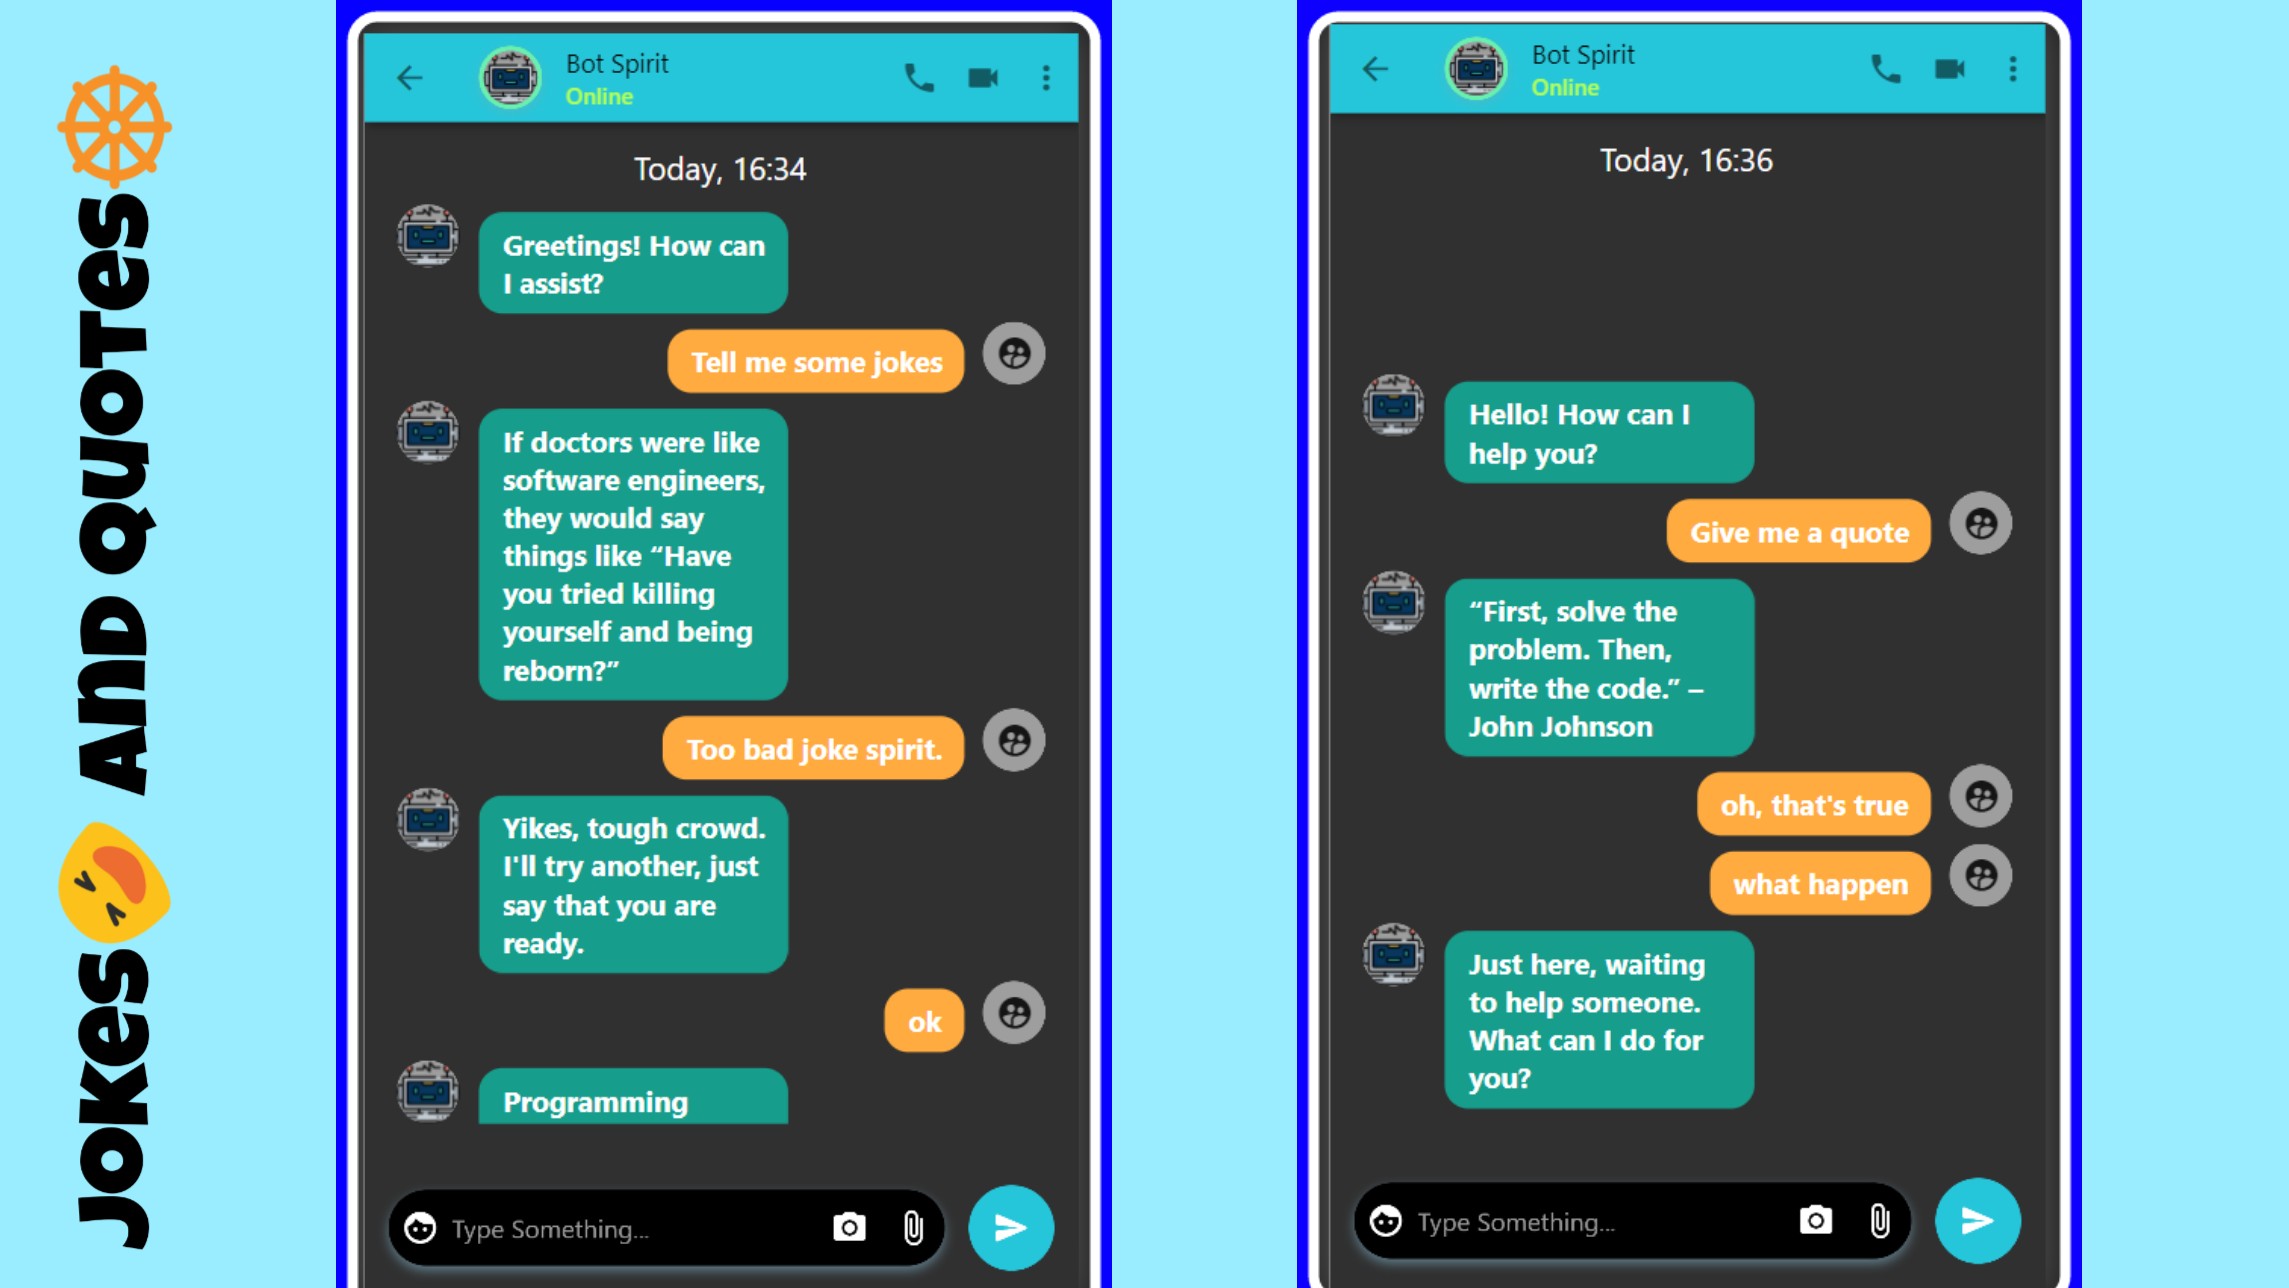 JOKES AND QUOTES
Bot Spirit
Online
Today, 16:34
Greetings! How can
I assist?
Tell me some jokes
If doctors were like
software engineers,
they would say
things like “Have
you tried killing
yourself and being
reborn?”
Too bad joke spirit.
Yikes, tough crowd.
I'll try another, just
say that you are
ready.
ok
Programming
Type Something...
Bot Spirit
Online
Today, 16:36
Hello! How can I
help you?
Give me a quote
“First, solve the
problem. Then,
write the code.” –
John Johnson
oh, that's true
what happen
Just here, waiting
to help someone.
What can I do for
you?
Type Something...